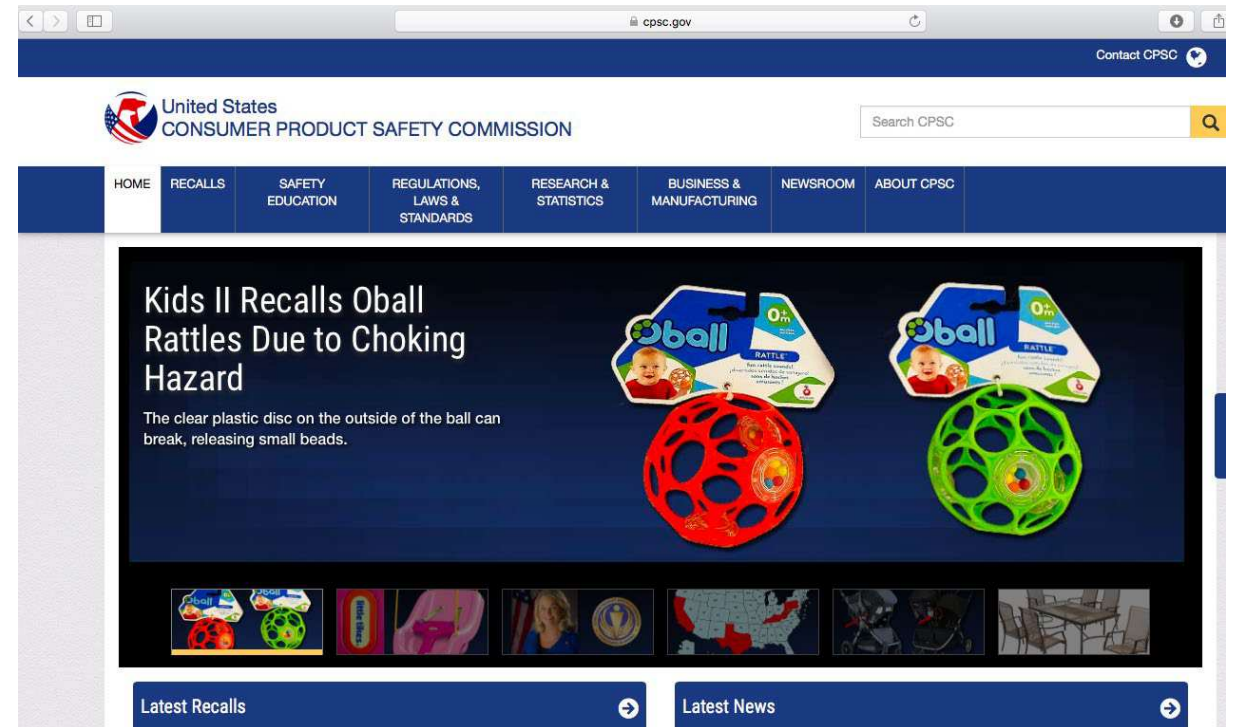 cpsc.gov
Contact CPSC
United States
CONSUMER PRODUCT SAFETY COMMISSION
Search CPSC
HOME
RECALLS
SAFETY
EDUCATION
REGULATIONS,
LAWS &
STANDARDS
RESEARCH &
STATISTICS
BUSINESS &
MANUFACTURING
NEWSROOM
ABOUT CPSC
Kids II Recalls Oball
Rattles Due to Choking
Hazard
The clear plastic disc on the outside of the ball can
break, releasing small beads.
Oball
0+
m
RATTLE
Oball
0+
m
RATTLE
Oball
Oball
little tikes
Latest Recalls
Latest News